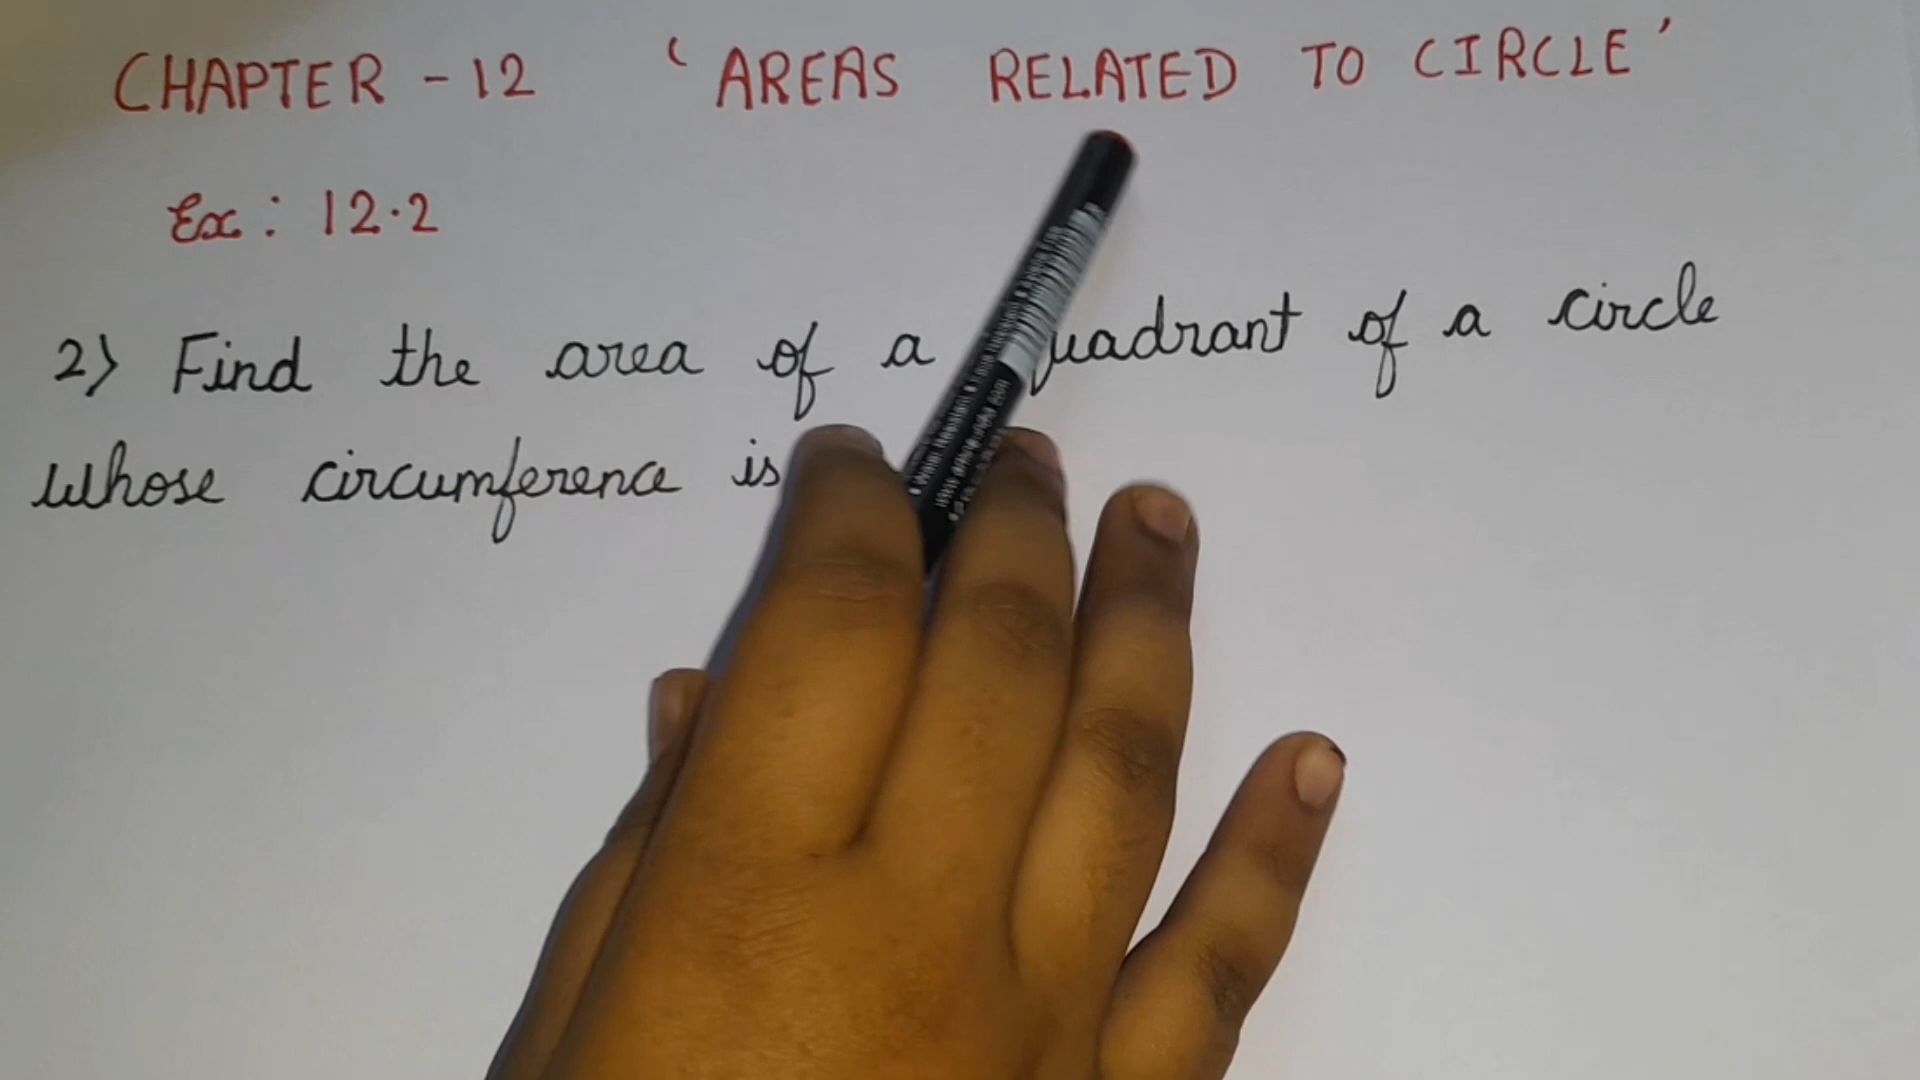 CHAPTER - 12 ‘AREAS RELATED TO CIRCLE’
Ex: 12.2
2) Find the area of a quadrant of a circle
whose circumference is